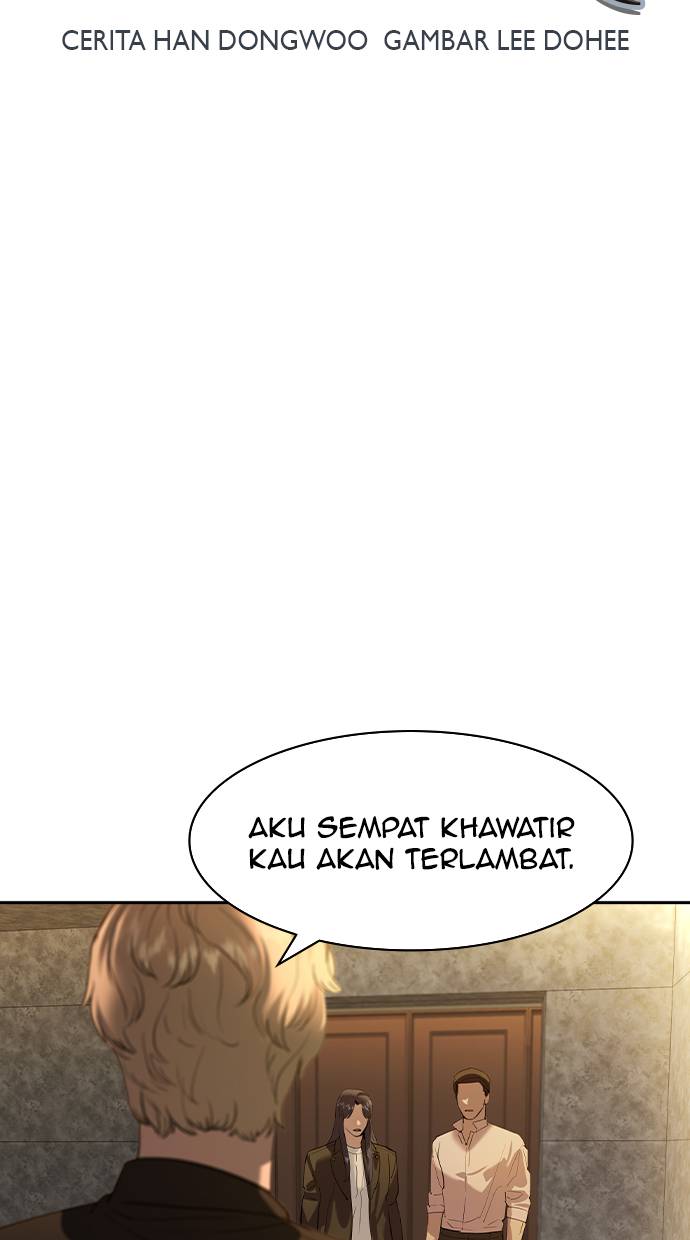 CERITA HAN DONGWOO GAMBAR LEE DOHEE
AKU SEMPAT KHAWATIR
KAU AKAN TERLAMBAT.